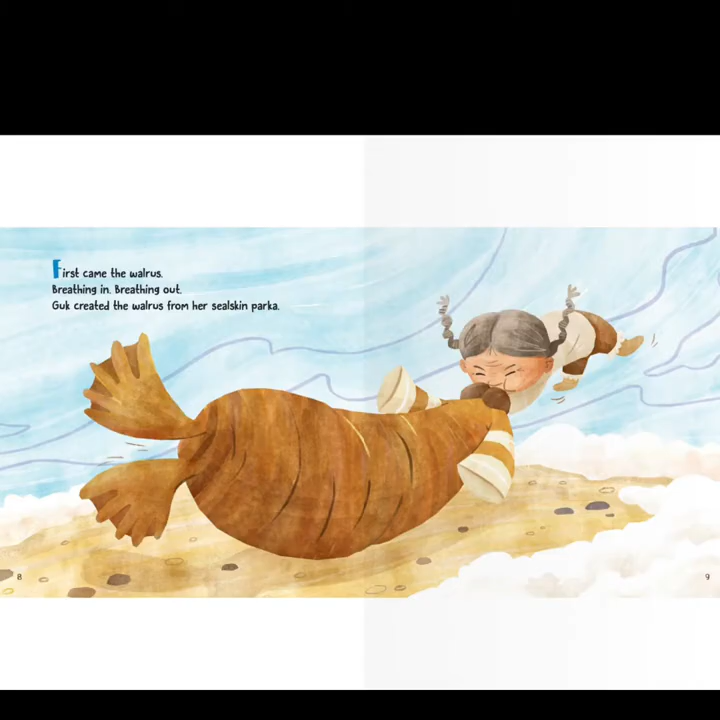 First came the walrus.
Breathing in. Breathing out.
Guk created the walrus from her sealskin parka.
8
9